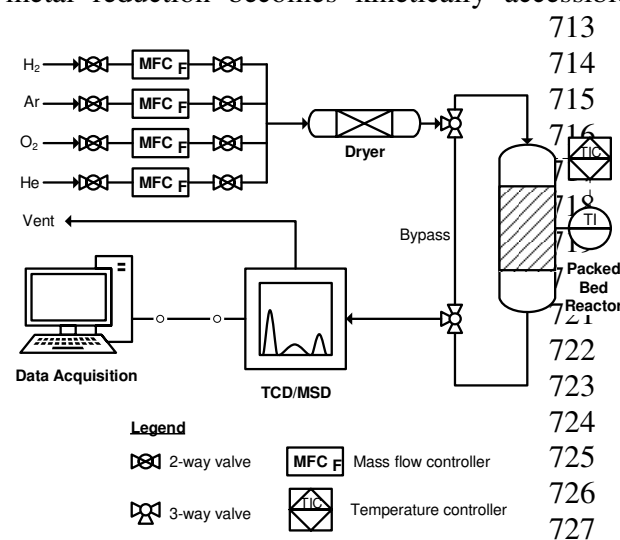 metal reduction becomes kinetically accessible
713
H₂ MFC F
714
Ar MFC F
715
O₂ MFC F
716
Dryer
TIC
He MFC F
718
TI
Vent
Bypass
719
Packed
Bed
Reactor
721
722
Data Acquisition
TCD/MSD
723
724
Legend
2-way valve
MFC F Mass flow controller
725
726
3-way valve
TIC Temperature controller
727